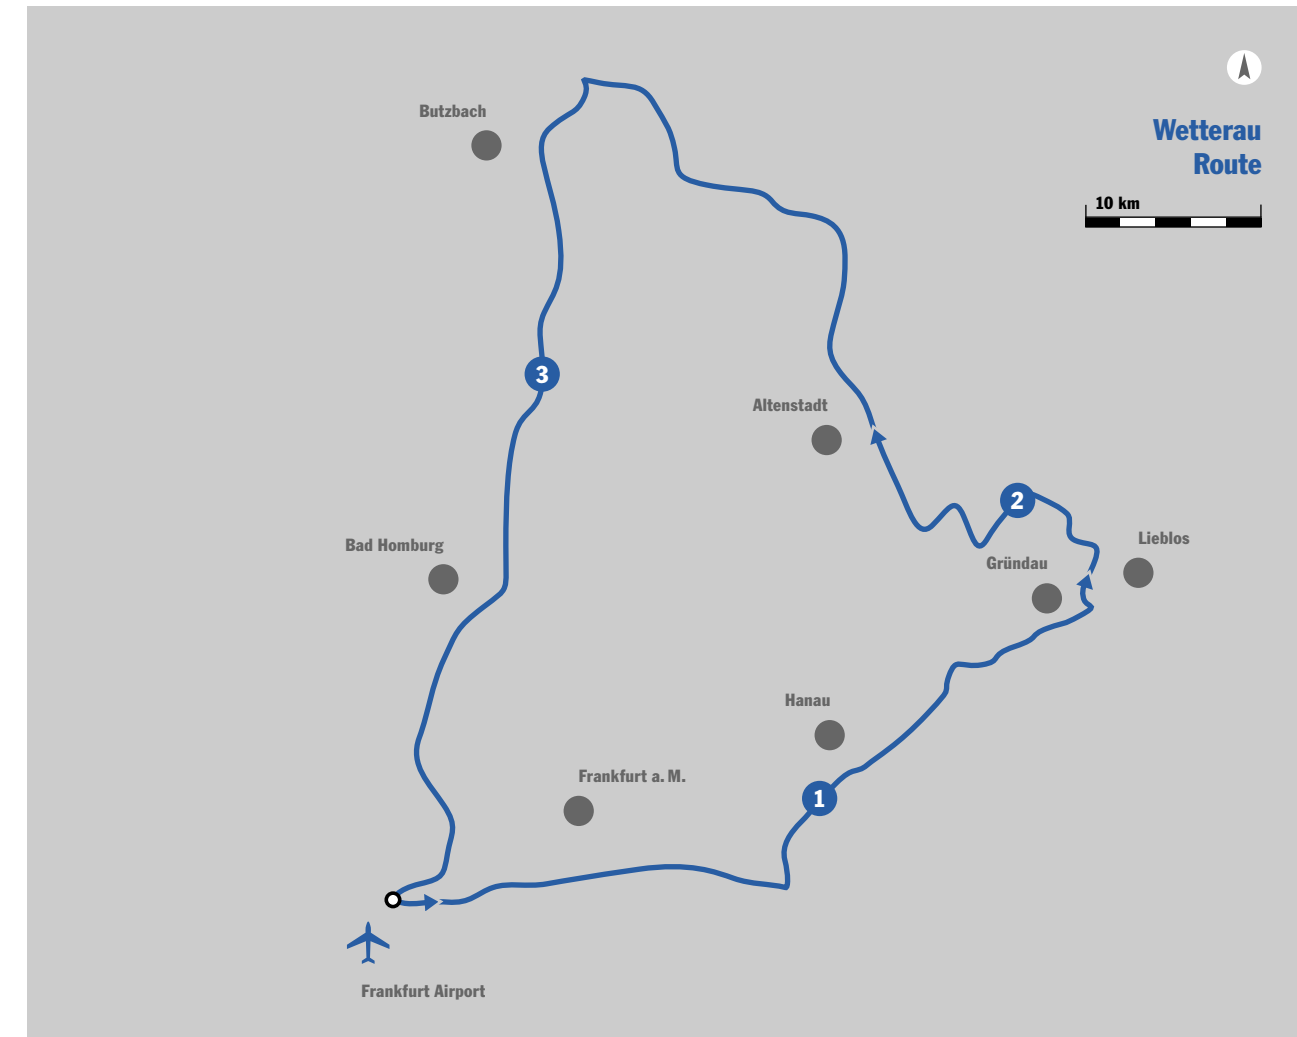 Butzbach
Wetterau
Route
10 km
3
Altenstadt
2
Lieblos
Bad Homburg
Gründau
Hanau
Frankfurt a. M.
1
Frankfurt Airport